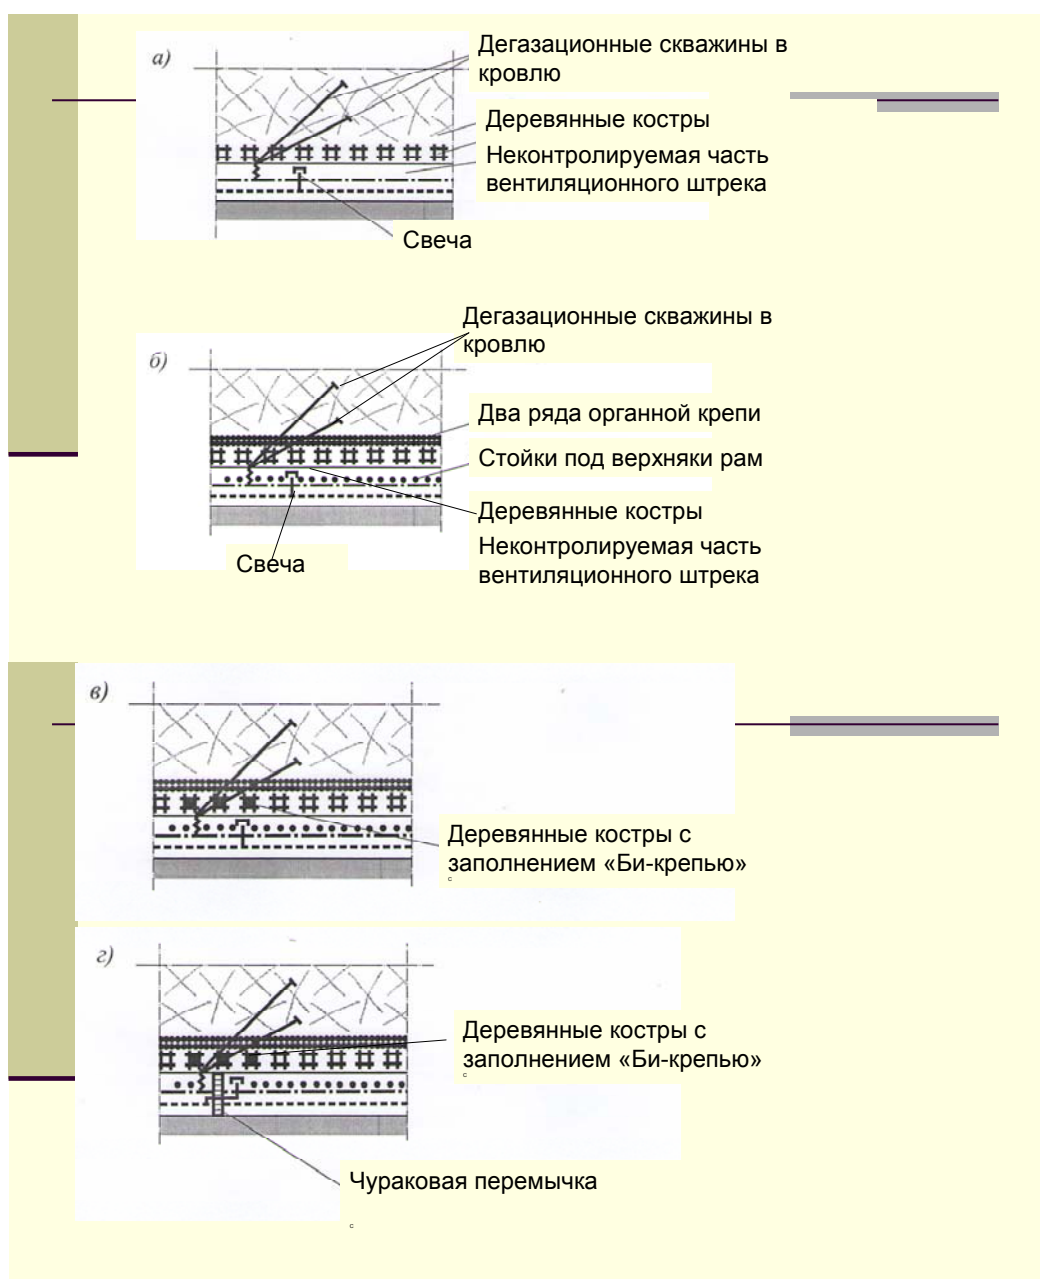 а)
Дегазационные скважины в
кровлю
Деревянные костры
Неконтролируемая часть
вентиляционного штрека
Свеча
б)
Дегазационные скважины в
кровлю
Два ряда органной крепи
Стойки под верхняки рам
Деревянные костры
Неконтролируемая часть
вентиляционного штрека
Свеча
в)
Деревянные костры с
заполнением «Би-крепью»
с
г)
Деревянные костры с
заполнением «Би-крепью»
с
Чураковая перемычка
с